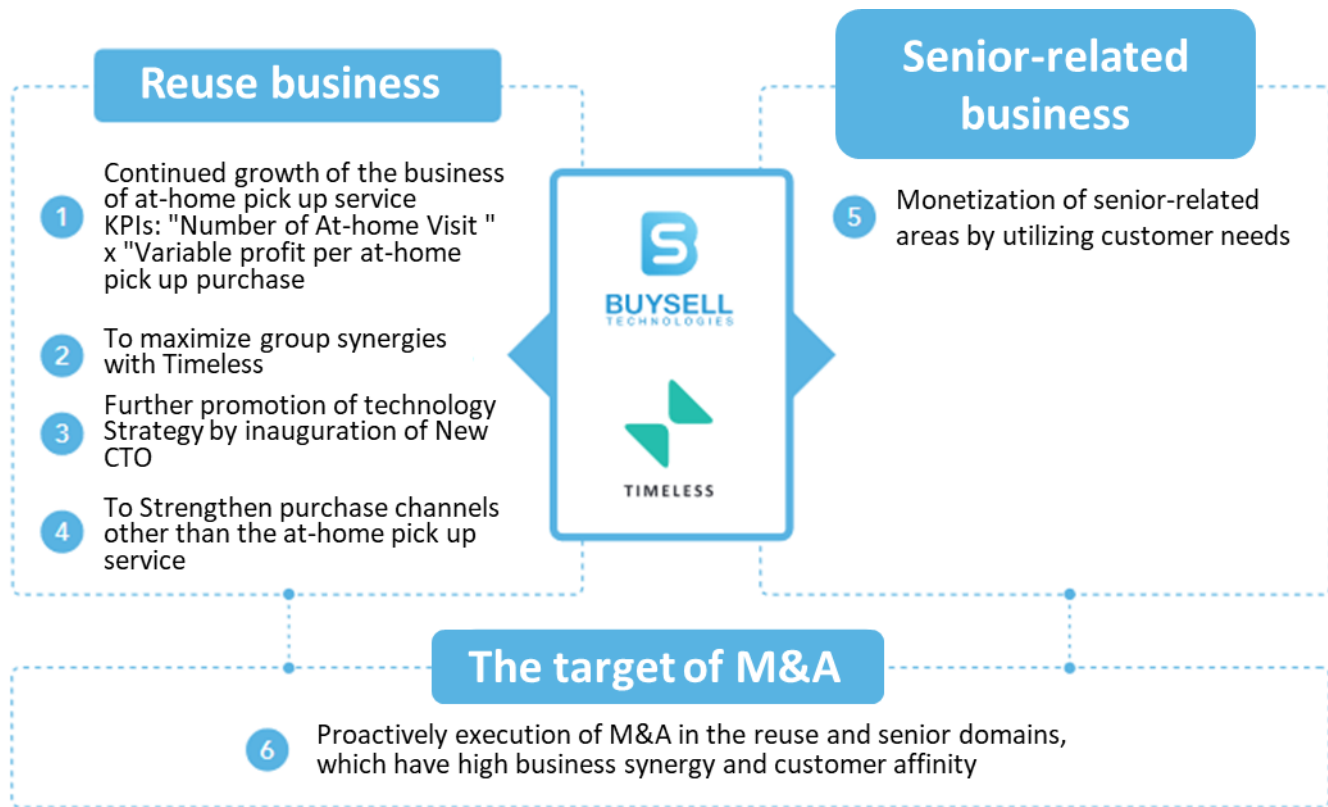 Reuse business
1
Continued growth of the business
of at-home pick up service
KPIs: "Number of At-home Visit "
x "Variable profit per at-home
pick up purchase
2
To maximize group synergies
with Timeless
3
Further promotion of technology
Strategy by inauguration of New
CTO
4
To Strengthen purchase channels
other than the at-home pick up
service
BUYSELL
TECHNOLOGIES
TIMELESS
Senior-related
business
5
Monetization of senior-related
areas by utilizing customer needs
The target of M&A
6
Proactively execution of M&A in the reuse and senior domains,
which have high business synergy and customer affinity